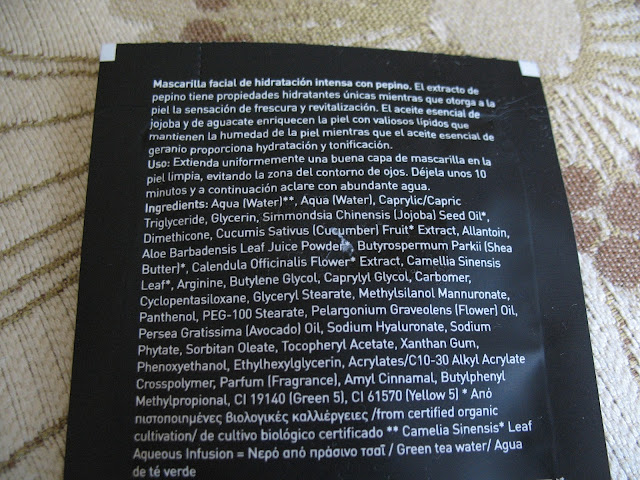 Mascarilla facial de hidratación intensa con pepino. El extracto de
pepino tiene propiedades hidratantes únicas mientras que otorga a la
piel la sensación de frescura y revitalización. El aceite esencial de
jojoba y de aguacate enriquecen la piel con valiosos lípidos que
mantienen la humedad de la piel mientras que el aceite esencial de
geranio proporciona hidratación y tonificación.
Uso: Extienda uniformemente una buena capa de mascarilla en la
piel limpia, evitando la zona del contorno de ojos. Déjela unos 10
minutos y a continuación aclare con abundante agua.
Ingredients: Aqua (Water)**, Aqua (Water), Caprylic/Capric
Triglyceride, Glycerin, Simmondsia Chinensis (Jojoba) Seed Oil*,
Dimethicone, Cucumis Sativus (Cucumber) Fruit* Extract, Allantoin,
Aloe Barbadensis Leaf Juice Powder*, Butyrospermum Parkii (Shea
Butter)*, Calendula Officinalis Flower* Extract, Camellia Sinensis
Leaf*, Arginine, Butylene Glycol, Caprylyl Glycol, Carbomer,
Cyclopentasiloxane, Glyceryl Stearate, Methylsilanol Mannuronate,
Panthenol, PEG-100 Stearate, Pelargonium Graveolens (Flower) Oil,
Persea Gratissima (Avocado) Oil, Sodium Hyaluronate, Sodium
Phytate, Sorbitan Oleate, Tocopheryl Acetate, Xanthan Gum,
Phenoxyethanol, Ethylhexylglycerin, Acrylates/C10-30 Alkyl Acrylate
Crosspolymer, Parfum (Fragrance), Amyl Cinnamal, Butylphenyl
Methylpropional, CI 19140 (Green 5), CI 61570 (Yellow 5) * Από
πιστοποιημένες βιολογικές καλλιέργειες /from certified organic
cultivation/ de cultivo biológico certificado ** Camelia Sinensis* Leaf
Aqueous Infusion = Νερό από πράσινο τσαΐ / Green tea water/ Agua
de té verde